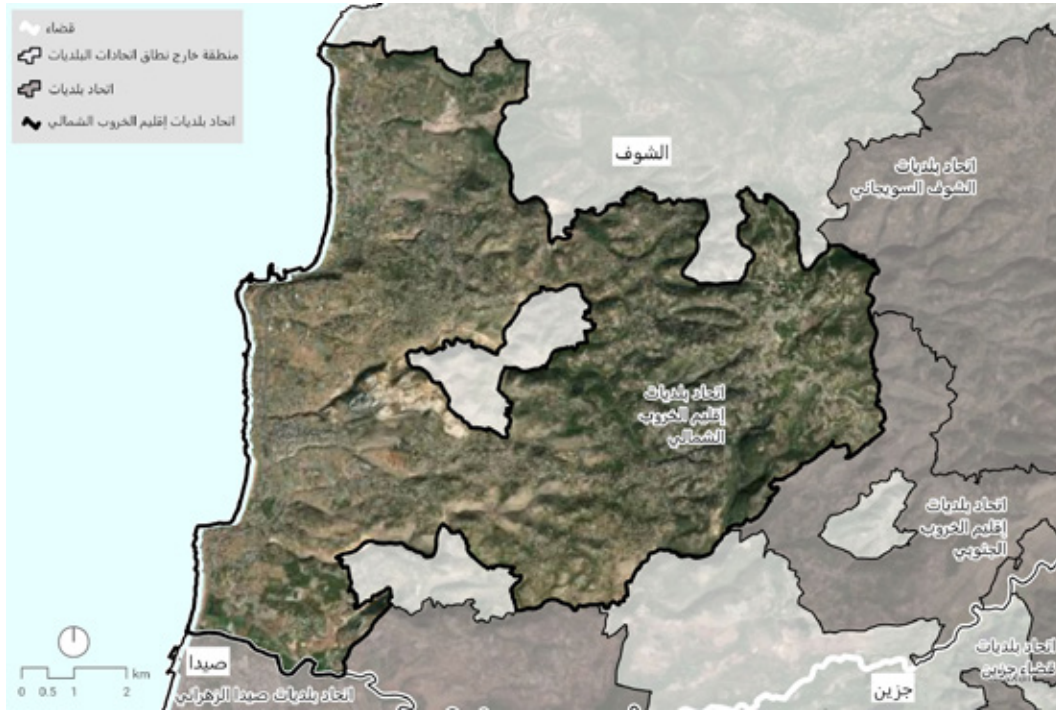 قضاء
منطقة خارج نطاق اتحادات البلديات
اتحاد بلديات
اتحاد بلديات إقليم الخروب الشمالي
الشوف
اتحاد بلديات
الشوف السويجاني
اتحاد بلديات
إقليم الخروب
الشمالي
اتحاد بلديات
إقليم الخروب
الجنوبي
اتحاد بلديات
قضاء جزين
صيدا
جزين
اتحاد بلديات صيدا الزهراني
0 0.5 1 2 km